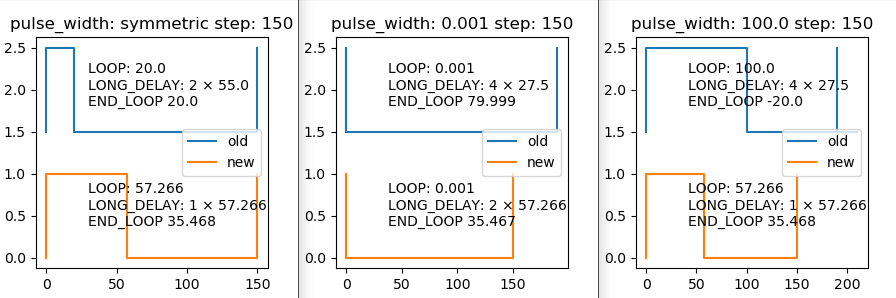 pulse_width: symmetric step: 150
2.5
2.0
1.5
1.0
0.5
0.0
LOOP: 20.0
LONG_DELAY: 2 × 55.0
END_LOOP 20.0
old
new
LOOP: 57.266
LONG_DELAY: 1 × 57.266
END_LOOP 35.468
0 50 100 150
pulse_width: 0.001 step: 150
2.5
2.0
1.5
1.0
0.5
0.0
LOOP: 0.001
LONG_DELAY: 4 × 27.5
END_LOOP 79.999
old
new
LOOP: 0.001
LONG_DELAY: 2 × 57.266
END_LOOP 35.467
0 50 100 150
pulse_width: 100.0 step: 150
2.5
2.0
1.5
1.0
0.5
0.0
LOOP: 100.0
LONG_DELAY: 4 × 27.5
END_LOOP -20.0
old
new
LOOP: 57.266
LONG_DELAY: 1 × 57.266
END_LOOP 35.468
0 50 100 150 200